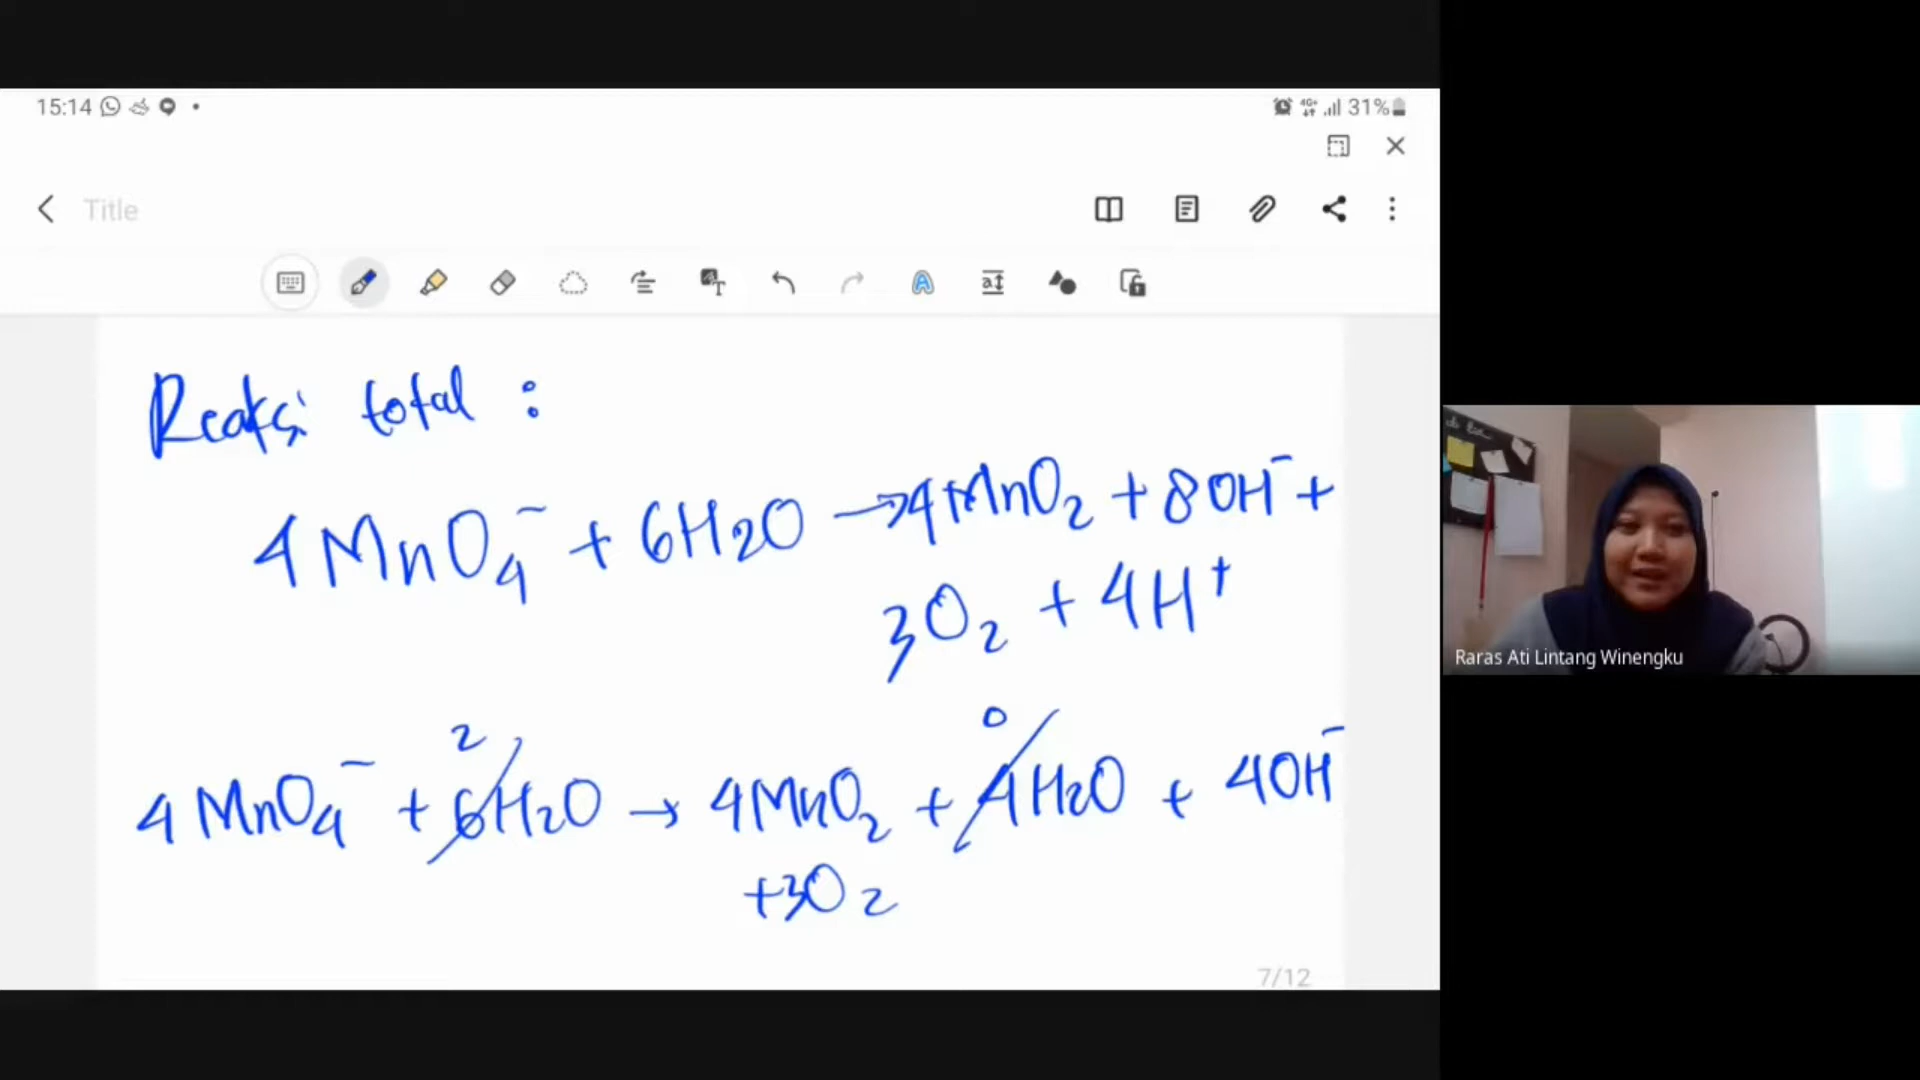 15:14
4G+ 31%
Title
Reaksi total :
4MnO₄⁻ + 6H₂O → 4MnO₂ + 8OH⁻ +
3O₂ + 4H⁺
2 0
4MnO₄⁻ + 6H₂O → 4MnO₂ + 4H₂O + 4OH⁻
+3O₂
7/12
Raras Ati Lintang Winengku